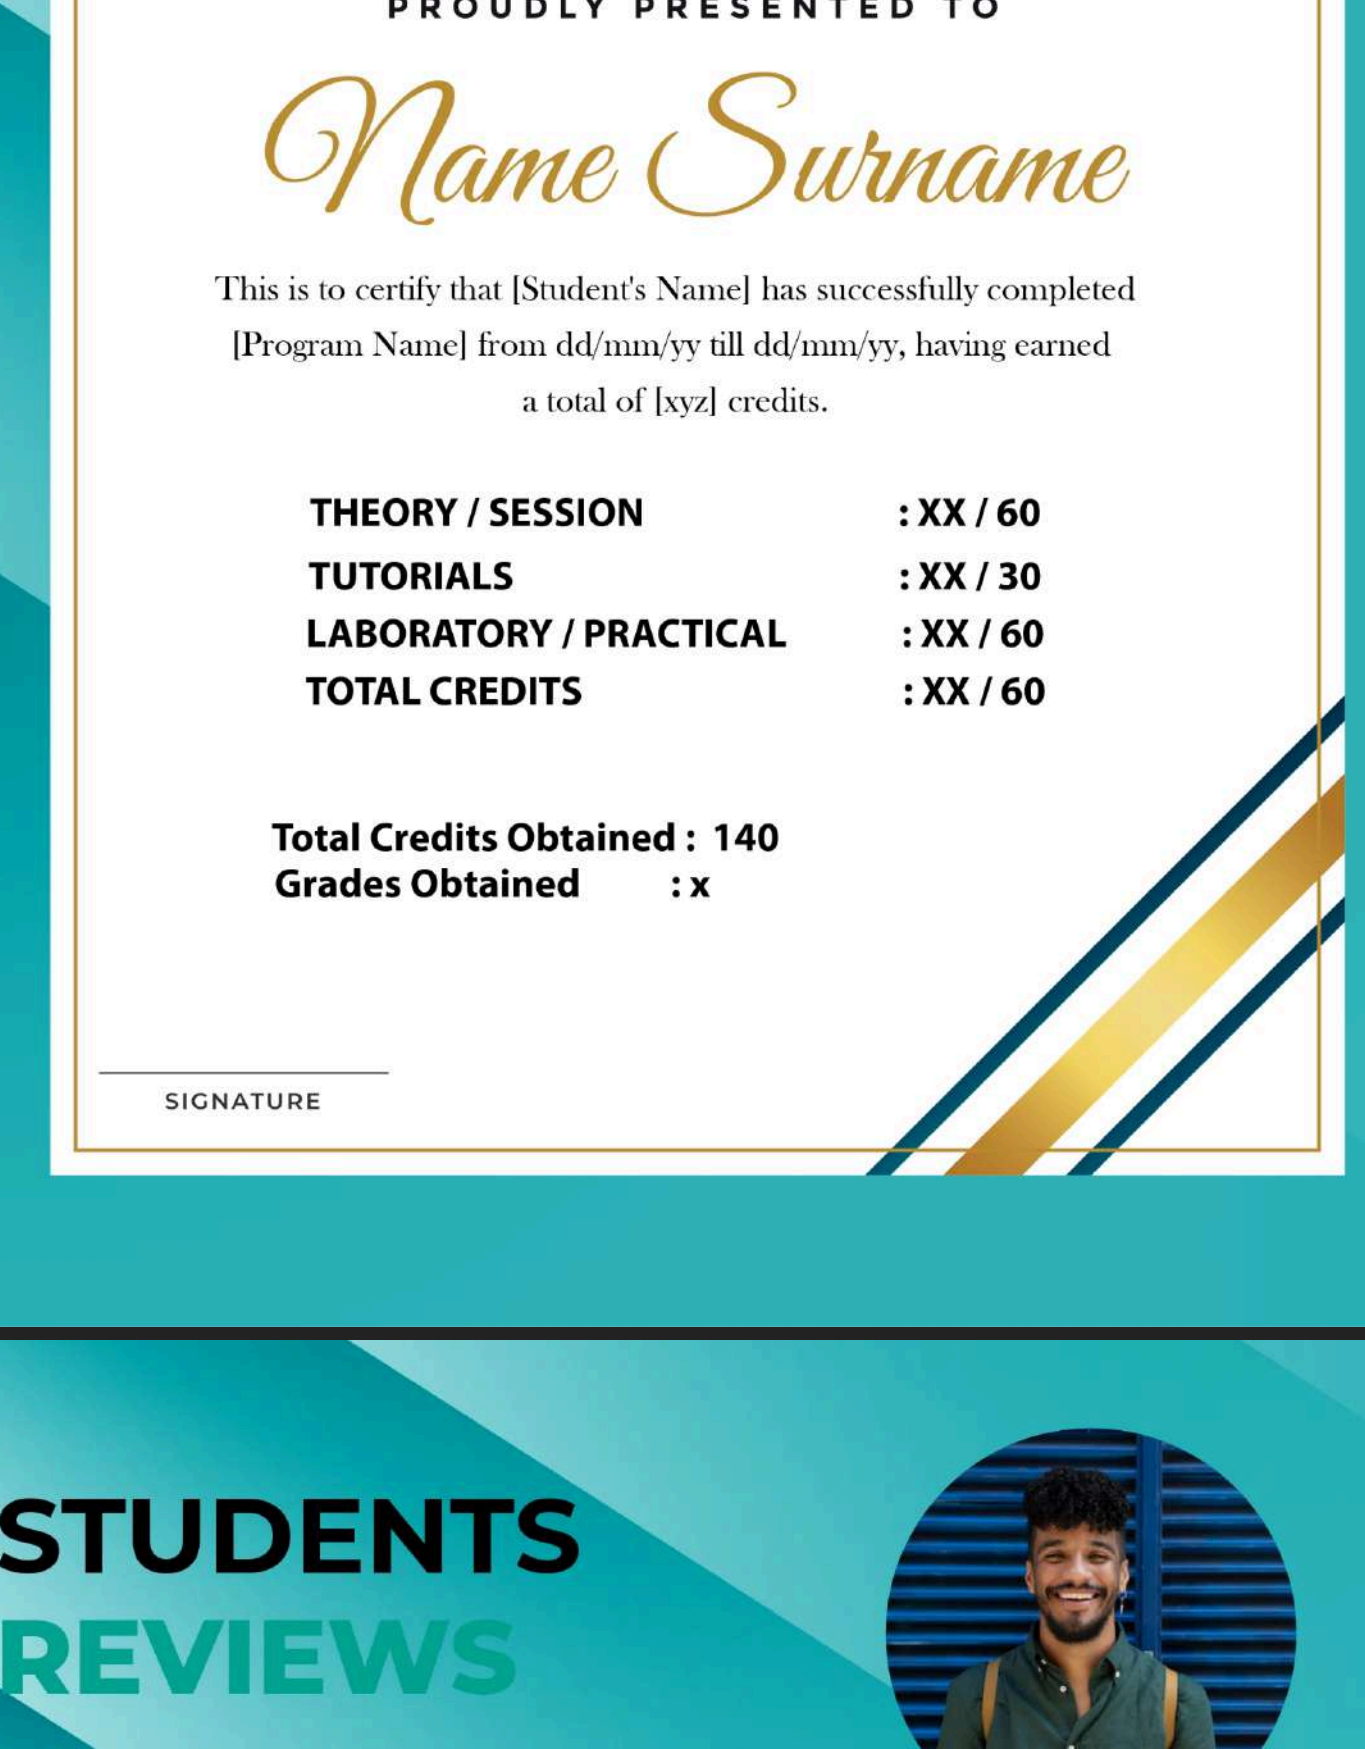 PROUDLY PRESENTED TO
Name Surname
This is to certify that [Student's Name] has successfully completed
[Program Name] from dd/mm/yy till dd/mm/yy, having earned
a total of [xyz] credits.
THEORY / SESSION : XX / 60
TUTORIALS : XX / 30
LABORATORY / PRACTICAL : XX / 60
TOTAL CREDITS : XX / 60
Total Credits Obtained : 140
Grades Obtained : x
SIGNATURE
STUDENTS
REVIEWS